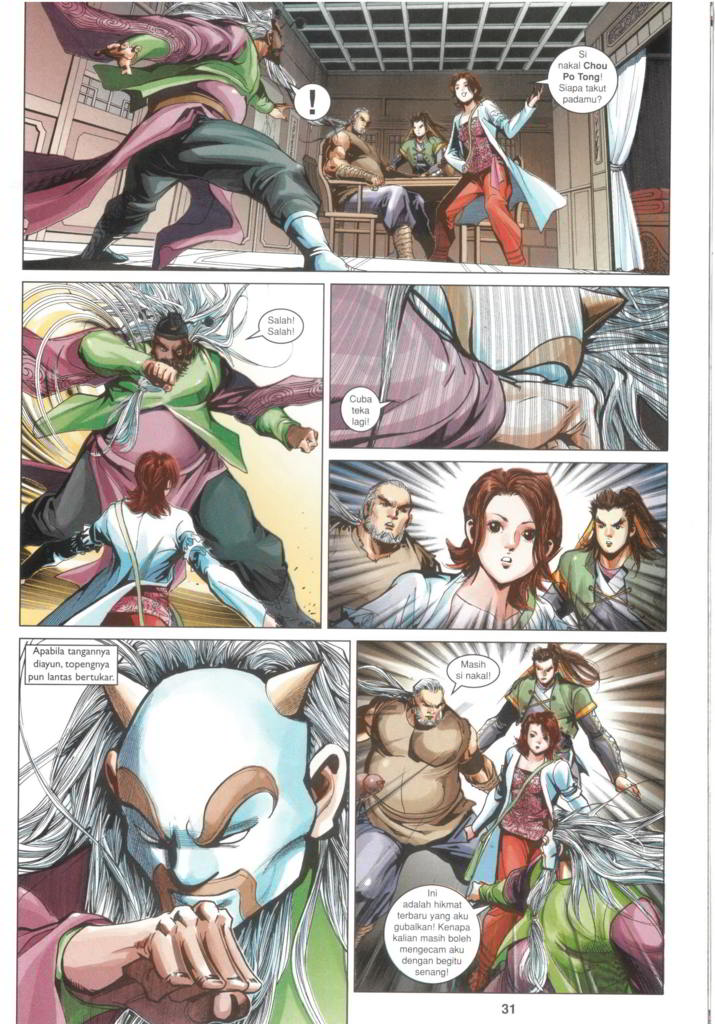 Si
nakal Chou
Po Tong!
Siapa takut
padamu?
!
Salah!
Salah!
Cuba
teka
lagi!
Apabila tangannya
diayun, topengnya
pun lantas bertukar.
Masih
si nakal!
Ini
adalah hikmat
terbaru yang aku
gubalkan! Kenapa
kalian masih boleh
mengecam aku
dengan begitu
senang!
31